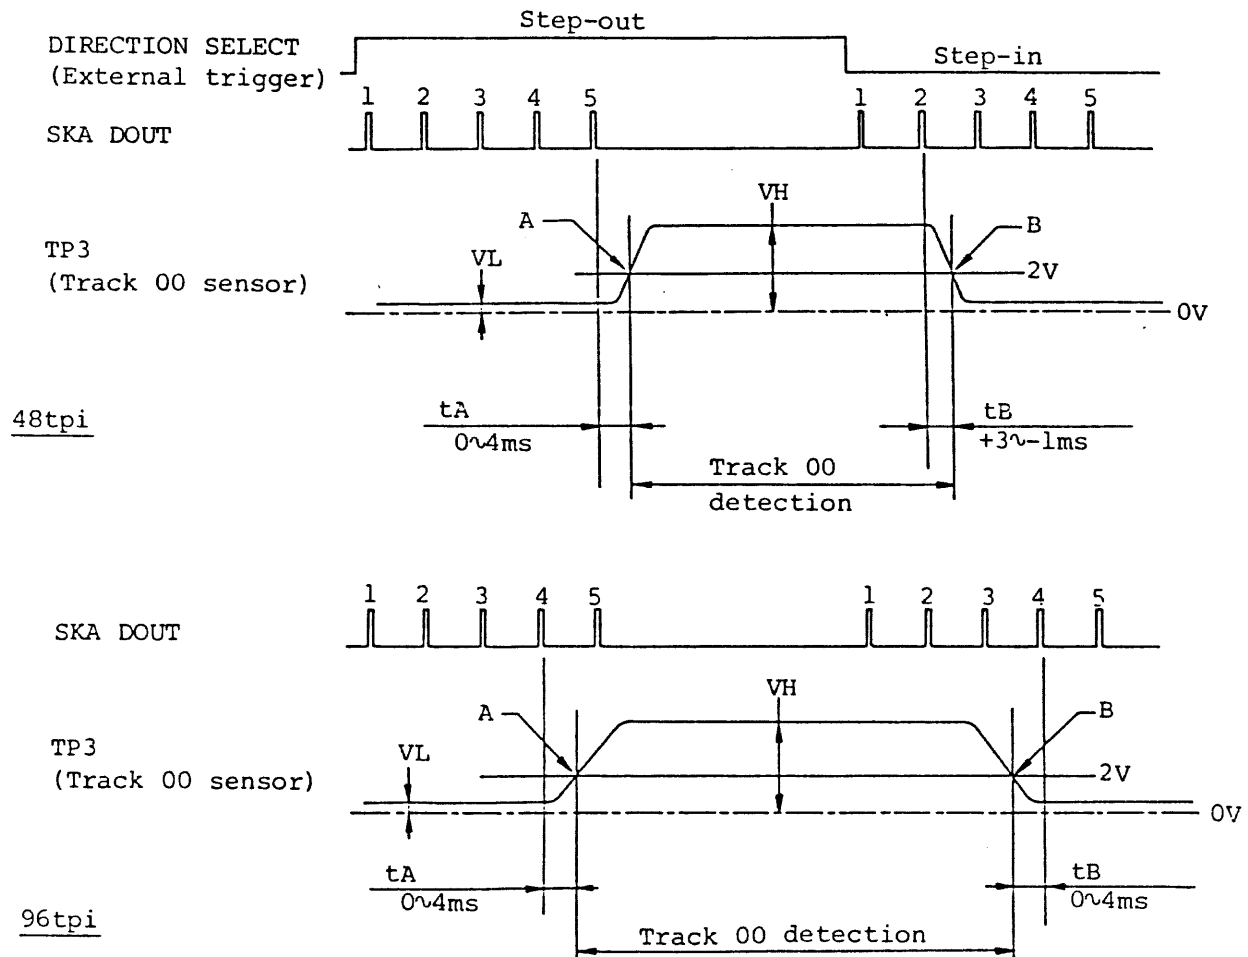 Step-out
DIRECTION SELECT
(External trigger)
Step-in
1 2 3 4 5 1 2 3 4 5
SKA DOUT
VH
A
B
TP3
(Track 00 sensor)
VL
2V
0V
48tpi
tA
0~4ms
tB
+3~-1ms
Track 00
detection
1 2 3 4 5 1 2 3 4 5
SKA DOUT
VH
A
B
TP3
(Track 00 sensor)
VL
2V
0V
tA
0~4ms
tB
0~4ms
96tpi
Track 00 detection